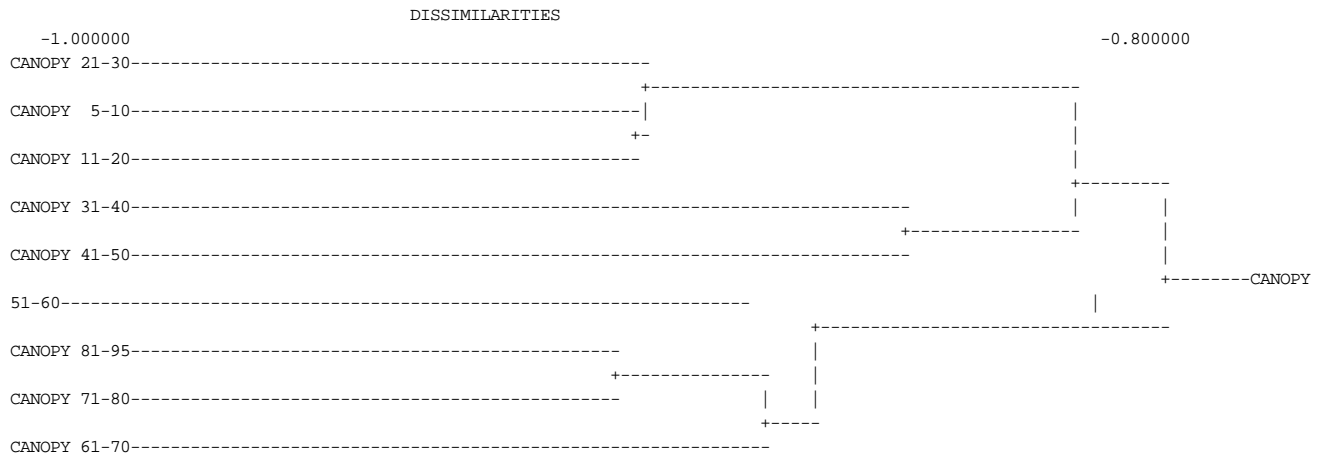 DISSIMILARITIES
-1.000000 -0.800000
CANOPY 21-30
CANOPY 5-10
CANOPY 11-20
CANOPY 31-40
CANOPY 41-50
CANOPY
51-60
CANOPY 81-95
CANOPY 71-80
CANOPY 61-70